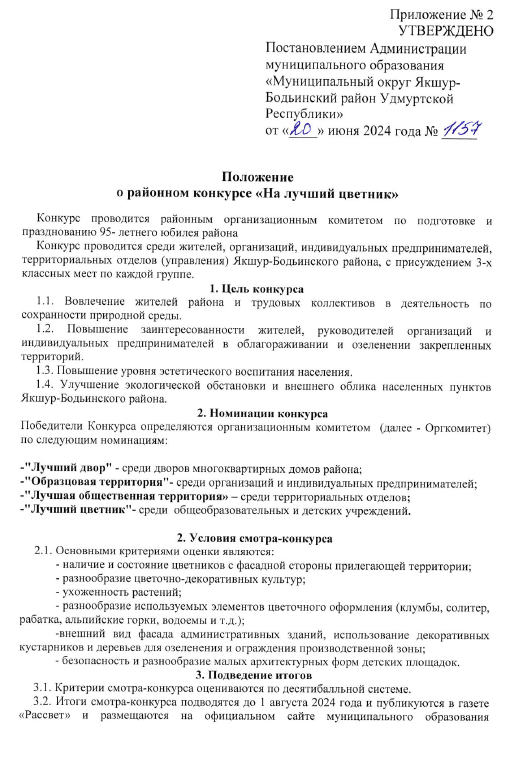 Приложение № 2
УТВЕРЖДЕНО
Постановлением Администрации
муниципального образования
«Муниципальный округ Якшур-
Бодьинский район Удмуртской
Республики»
от «20» июня 2024 года № 1157
Положение
о районном конкурсе «На лучший цветник»
Конкурс проводится районным организационным комитетом по подготовке и
празднованию 95- летнего юбилея района
Конкурс проводится среди жителей, организаций, индивидуальных предпринимателей,
территориальных отделов (управления) Якшур-Бодьинского района, с присуждением 3-х
классных мест по каждой группе.
1. Цель конкурса
1.1. Вовлечение жителей района и трудовых коллективов в деятельность по
сохранности природной среды.
1.2. Повышение заинтересованности жителей, руководителей организаций и
индивидуальных предпринимателей в облагораживании и озеленении закрепленных
территорий.
1.3. Повышение уровня эстетического воспитания населения.
1.4. Улучшение экологической обстановки и внешнего облика населенных пунктов
Якшур-Бодьинского района.
2. Номинации конкурса
Победители Конкурса определяются организационным комитетом (далее - Оргкомитет)
по следующим номинациям:
-"Лучший двор" - среди дворов многоквартирных домов района;
-"Образцовая территория"- среди организаций и индивидуальных предпринимателей;
-"Лучшая общественная территория» – среди территориальных отделов;
-"Лучший цветник"- среди общеобразовательных и детских учреждений.
2. Условия смотра-конкурса
2.1. Основными критериями оценки являются:
- наличие и состояние цветников с фасадной стороны прилегающей территории;
- разнообразие цветочно-декоративных культур;
- ухоженность растений;
- разнообразие используемых элементов цветочного оформления (клумбы, солитер,
рабатка, альпийские горки, водоемы и т.д.);
-внешний вид фасада административных зданий, использование декоративных
кустарников и деревьев для озеленения и ограждения производственной зоны;
- безопасность и разнообразие малых архитектурных форм детских площадок.
3. Подведение итогов
3.1. Критерии смотра-конкурса оцениваются по десятибалльной системе.
3.2. Итоги смотра-конкурса подводятся до 1 августа 2024 года и публикуются в газете
«Рассвет» и размещаются на официальном сайте муниципального образования